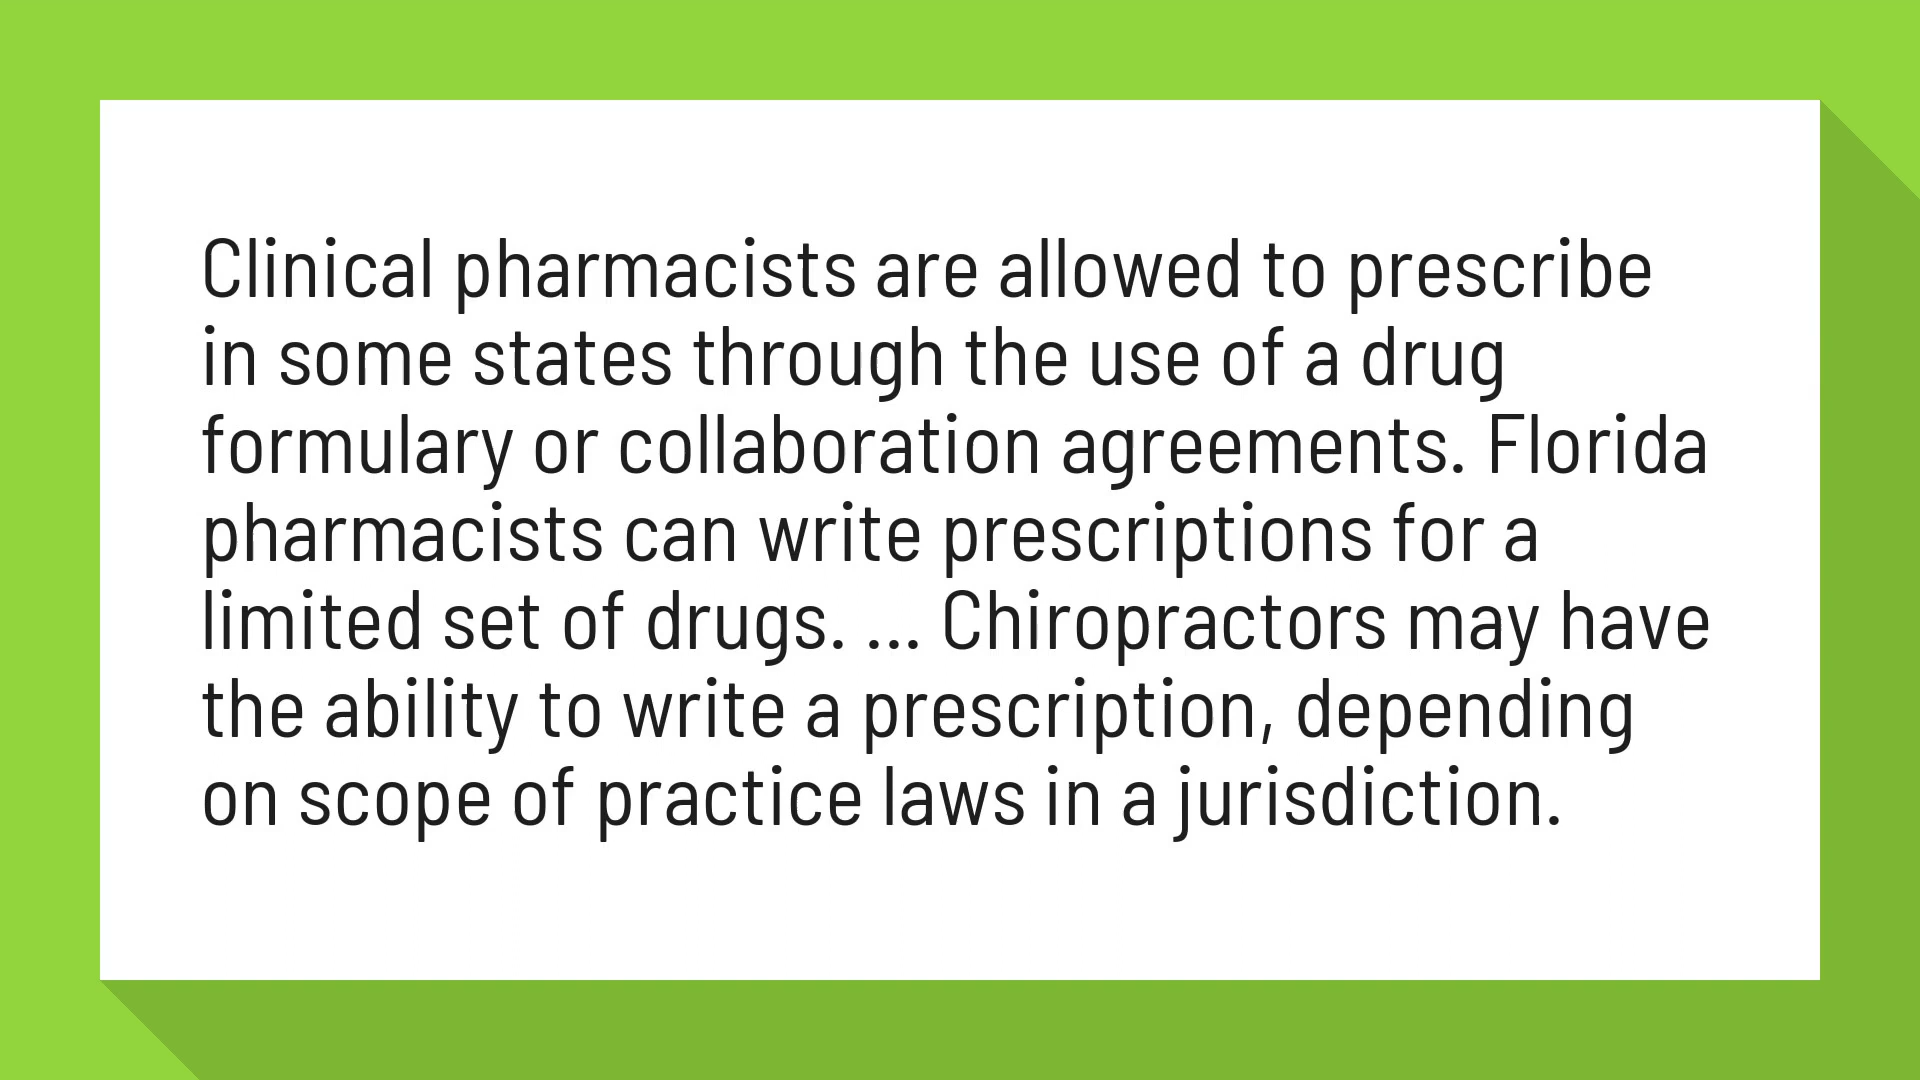 Clinical pharmacists are allowed to prescribe
in some states through the use of a drug
formulary or collaboration agreements. Florida
pharmacists can write prescriptions for a
limited set of drugs. ... Chiropractors may have
the ability to write a prescription, depending
on scope of practice laws in a jurisdiction.